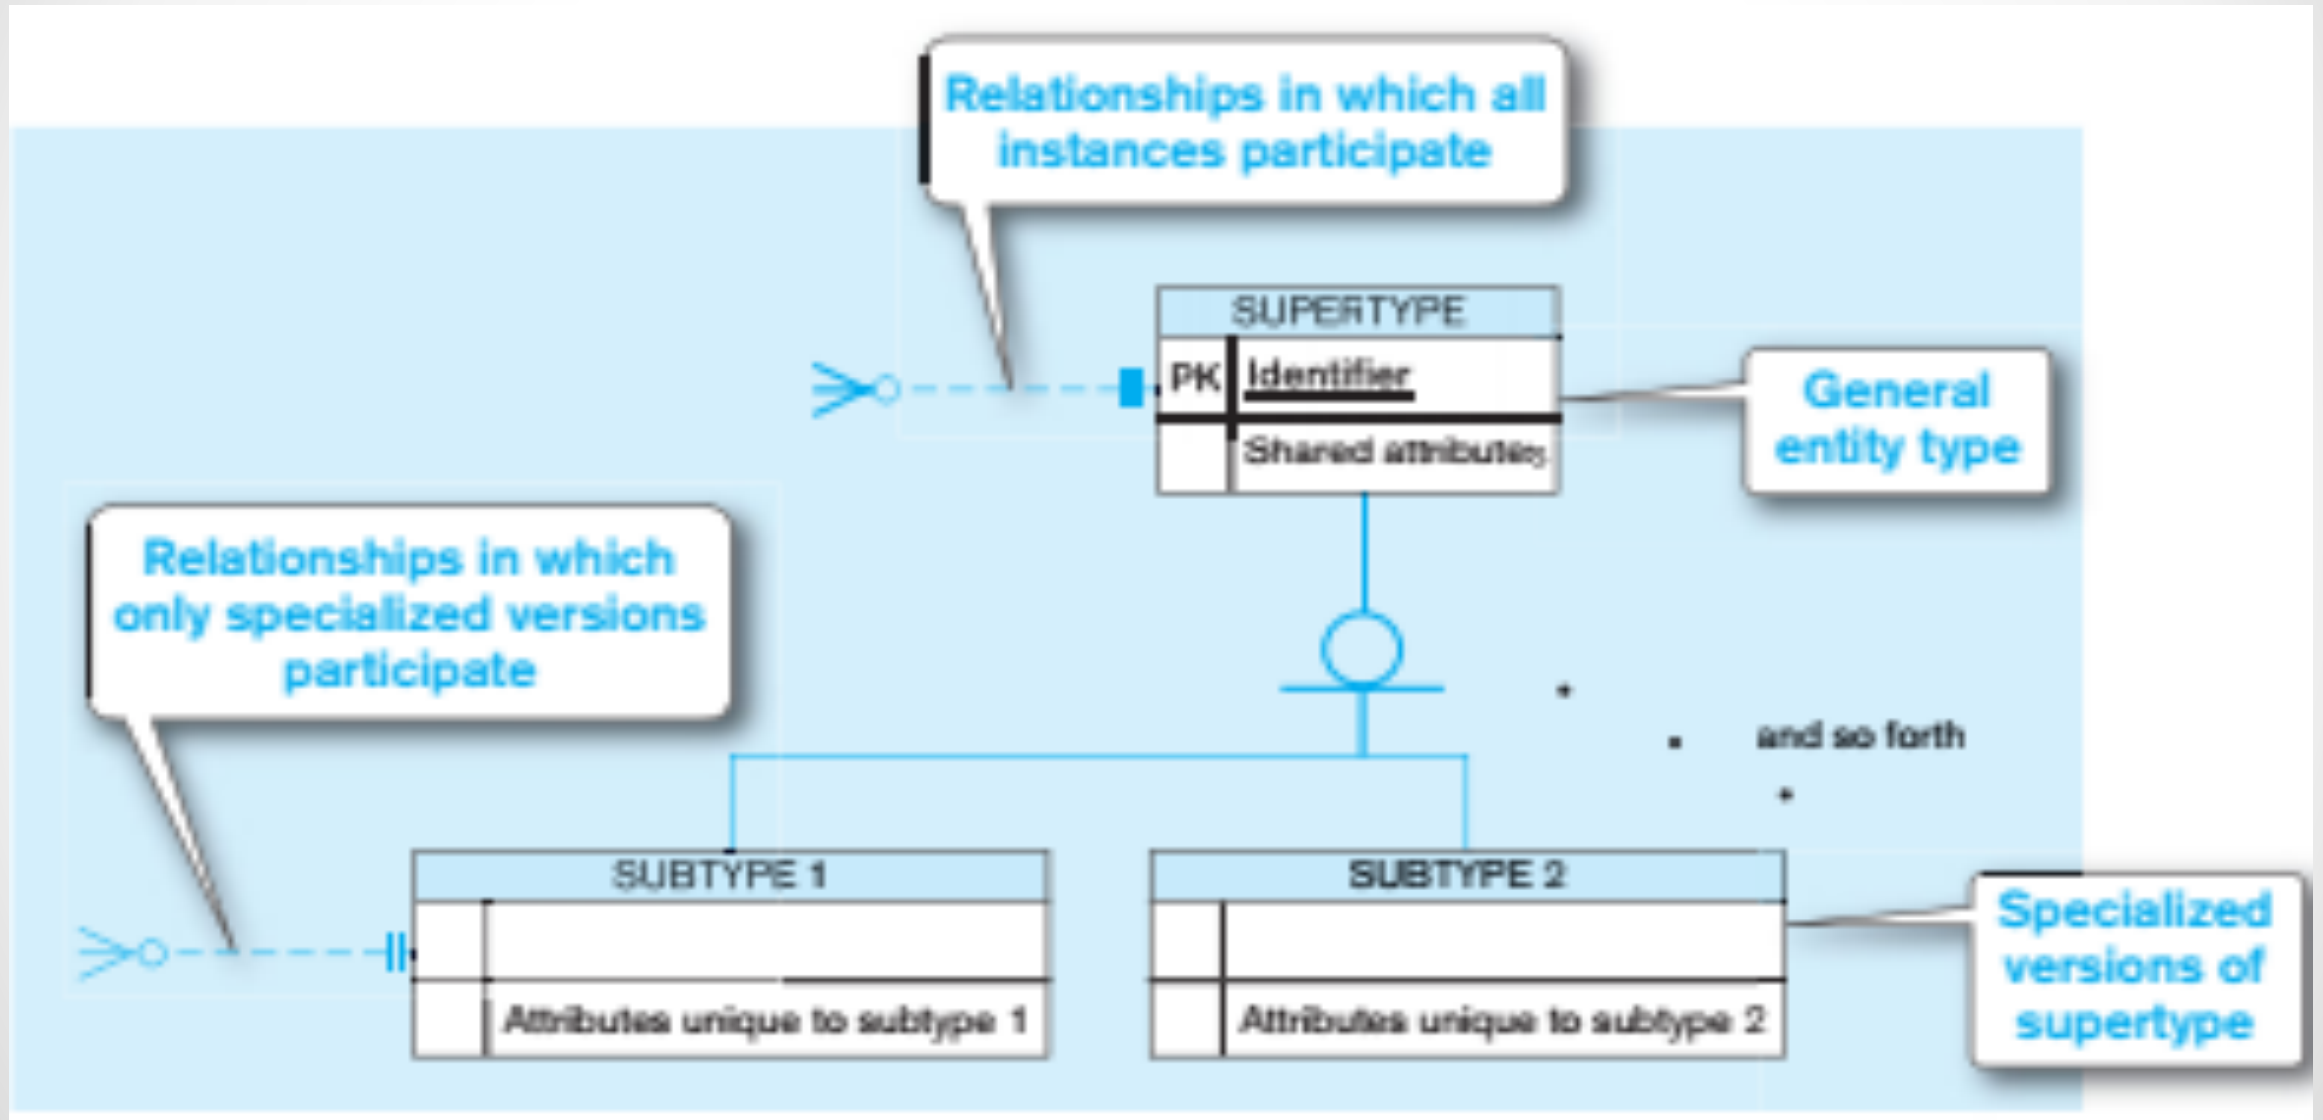 Relationships in which all
instances participate
SUPERTYPE
PK Identifier
Shared attributes
General
entity type
Relationships in which
only specialized versions
participate
and so forth
SUBTYPE 1
Attributes unique to subtype 1
SUBTYPE 2
Attributes unique to subtype 2
Specialized
versions of
supertype